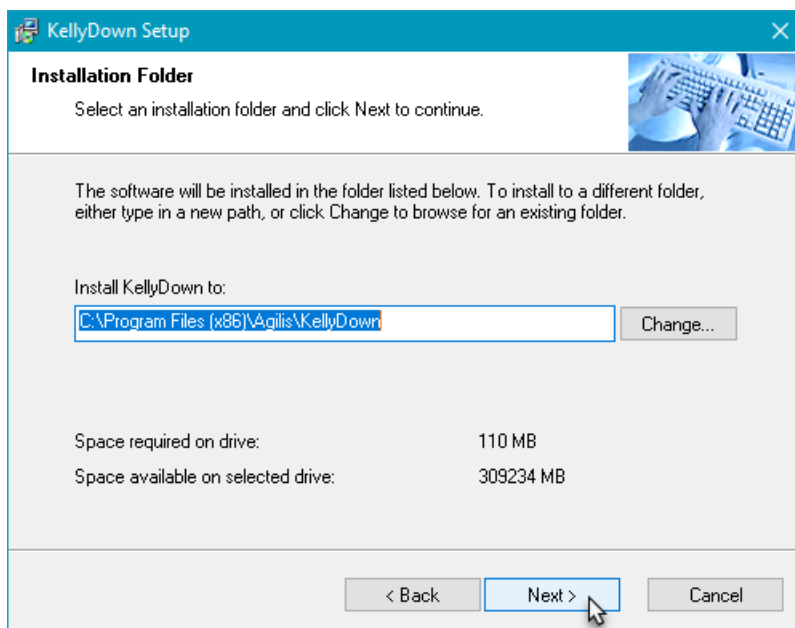 KellyDown Setup
Installation Folder
Select an installation folder and click Next to continue.
The software will be installed in the folder listed below. To install to a different folder,
either type in a new path, or click Change to browse for an existing folder.
Install KellyDown to:
C:\Program Files (x86)\Agilis\KellyDown
Change...
Space required on drive: 110 MB
Space available on selected drive: 309234 MB
< Back Next > Cancel